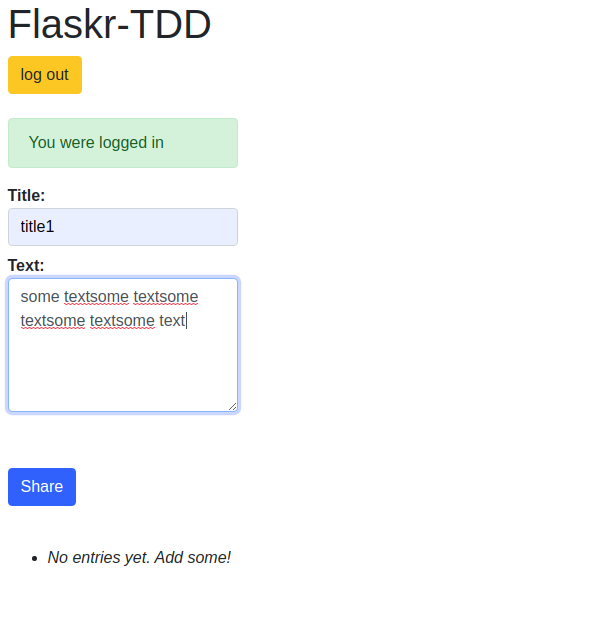 Flaskr-TDD
log out
You were logged in
Title:
title1
Text:
some textsome textsome
textsome textsome text
Share
No entries yet. Add some!